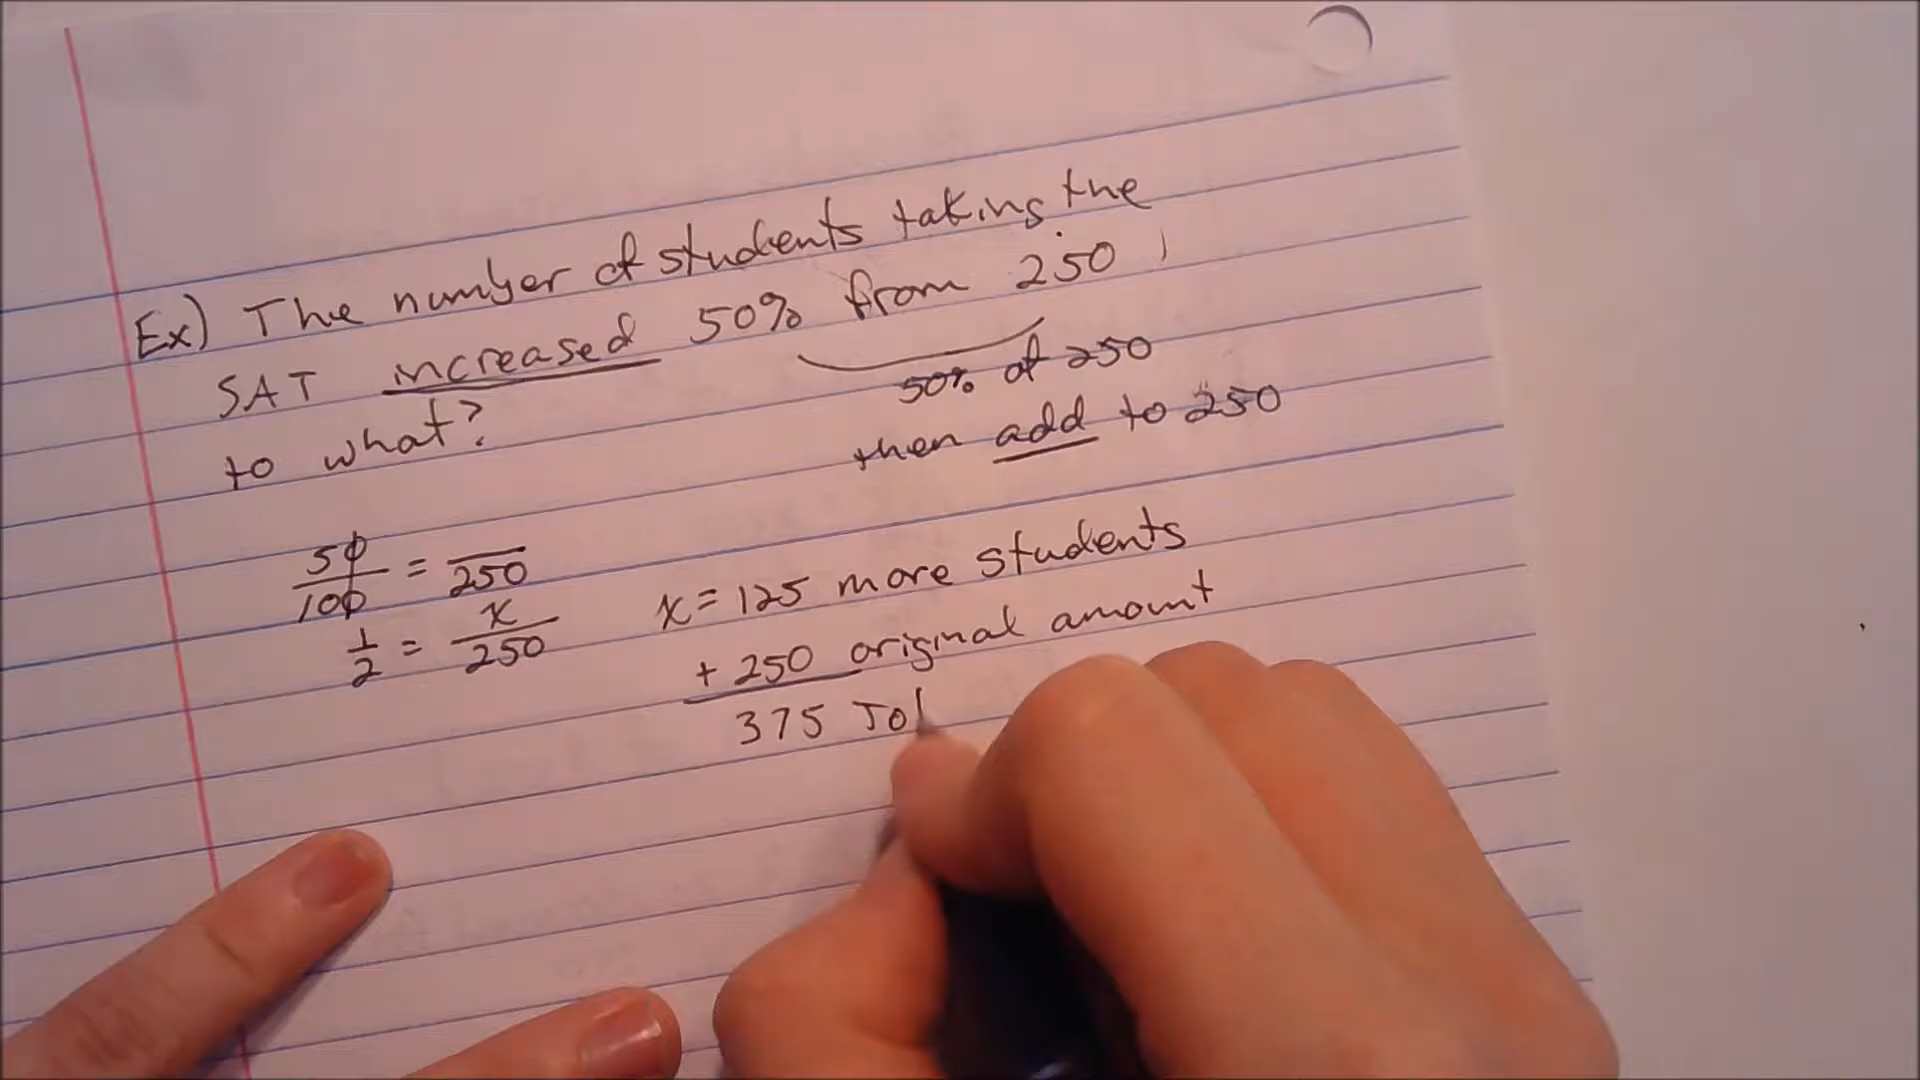 Ex) The number of students taking the
SAT increased 50% from 250,
to what?
50% of 250
then add to 250
50/100 = /250
1/2 = x/250
x = 125 more students
+ 250 original amount
375